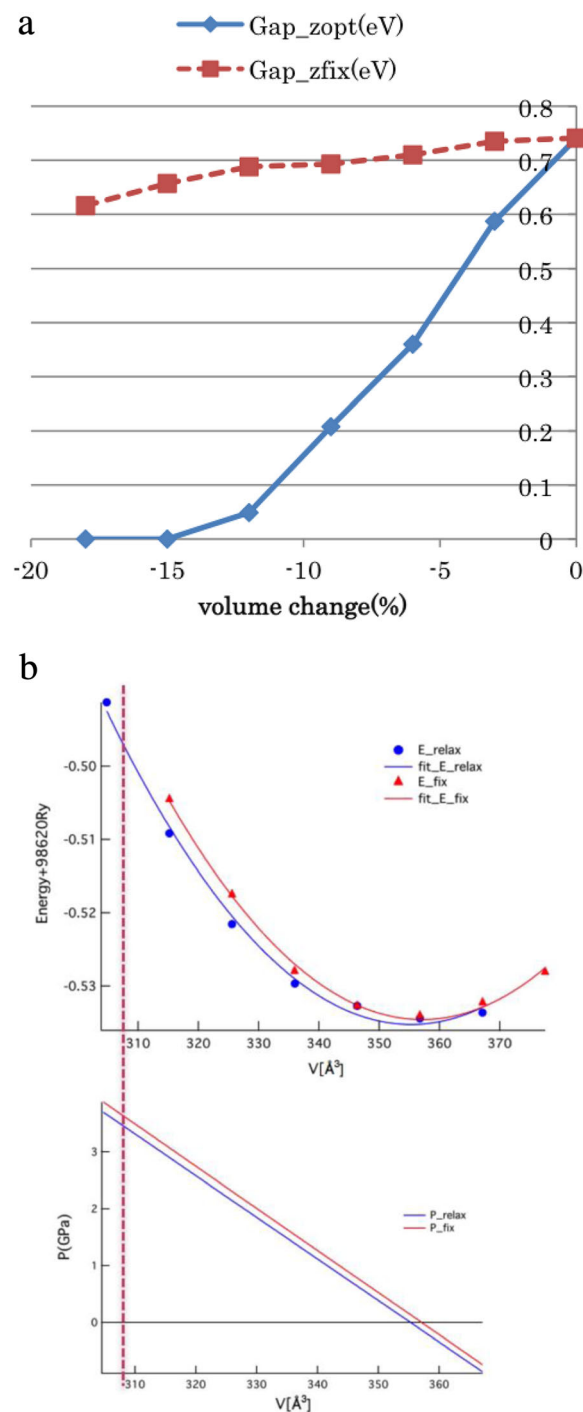 a
Gap_zopt(eV)
Gap_zfix(eV)
0.8
0.7
0.6
0.5
0.4
0.3
0.2
0.1
0
-20 -15 -10 -5 0
volume change(%)
b
E_relax
fit_E_relax
E_fix
fit_E_fix
-0.50
-0.51
-0.52
-0.53
Energy+98620Ry
310 320 330 340 350 360 370
V[Å³]
3
2
1
0
P(GPa)
P_relax
P_fix
310 320 330 340 350 360
V[Å³]